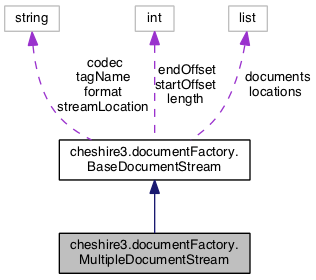 string
int
list
codec
tagName
format
streamLocation
endOffset
startOffset
length
documents
locations
cheshire3.documentFactory.
BaseDocumentStream
cheshire3.documentFactory.
MultipleDocumentStream